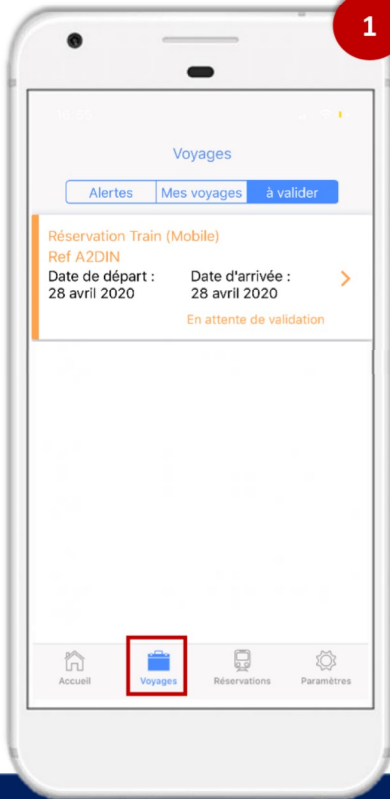 1
Voyages
Alertes Mes voyages à valider
Réservation Train (Mobile)
Ref A2DIN
Date de départ : Date d'arrivée :
28 avril 2020 28 avril 2020
En attente de validation
Accueil Voyages Réservations Paramètres